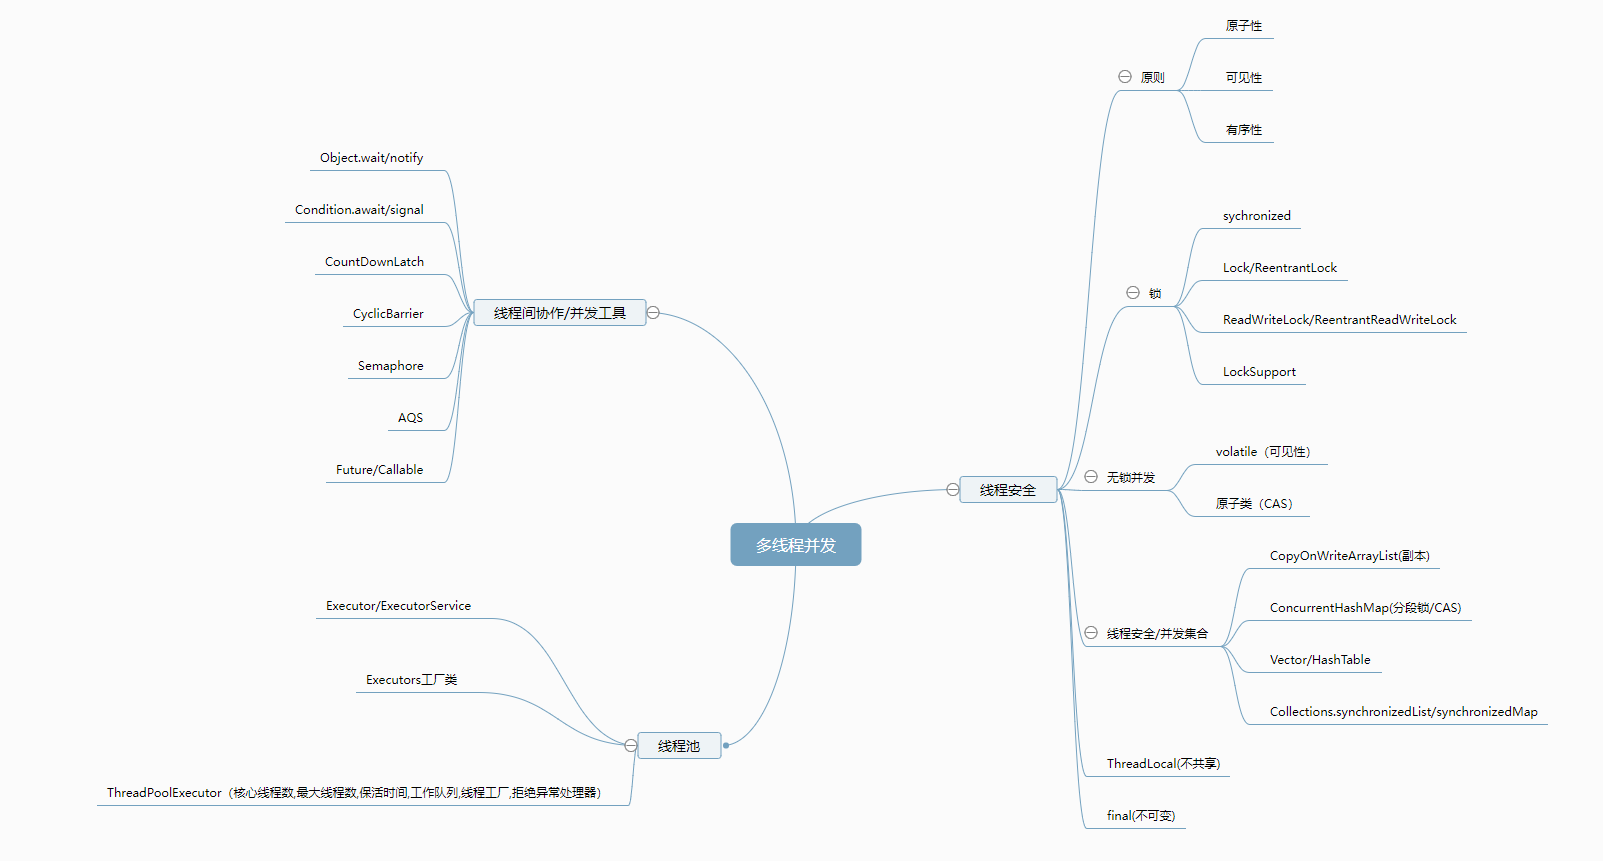 多线程并发
线程安全
原则
原子性
可见性
有序性
锁
sychronized
Lock/ReentrantLock
ReadWriteLock/ReentrantReadWriteLock
LockSupport
无锁并发
volatile（可见性）
原子类（CAS）
线程安全/并发集合
CopyOnWriteArrayList(副本)
ConcurrentHashMap(分段锁/CAS)
Vector/HashTable
Collections.synchronizedList/synchronizedMap
ThreadLocal(不共享)
final(不可变)
线程间协作/并发工具
Object.wait/notify
Condition.await/signal
CountDownLatch
CyclicBarrier
Semaphore
AQS
Future/Callable
线程池
Executor/ExecutorService
Executors工厂类
ThreadPoolExecutor（核心线程数,最大线程数,保活时间,工作队列,线程工厂,拒绝异常处理器）